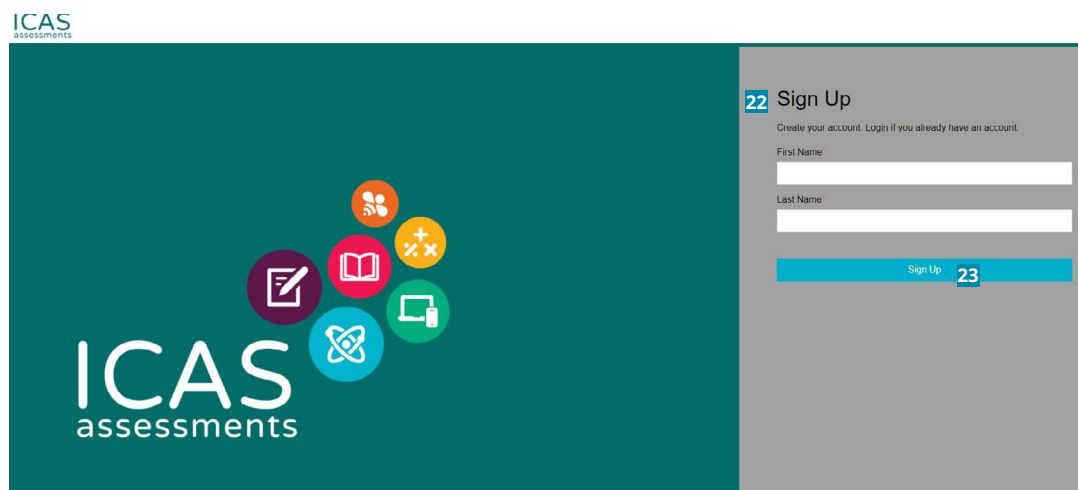 ICAS
assessments
22 Sign Up
Create your account. Login if you already have an account.
First Name*
Last Name*
Sign Up 23
ICAS
assessments